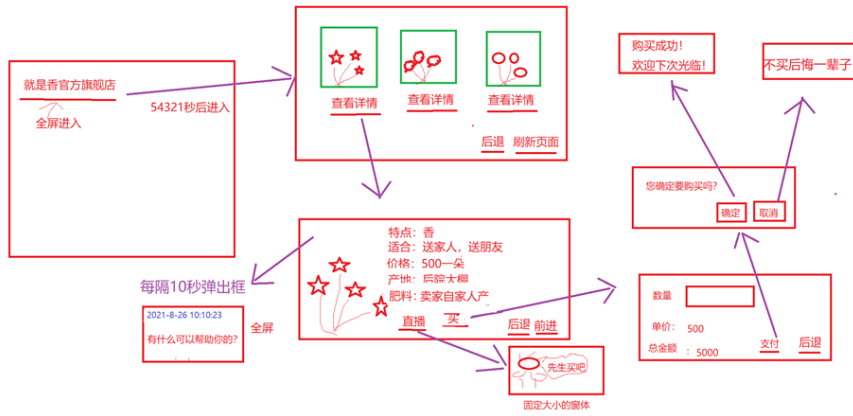 就是香官方旗舰店
全屏进入
54321秒后进入
查看详情
查看详情
查看详情
后退
刷新页面
购买成功!
欢迎下次光临!
不买后悔一辈子
您确定要购买吗?
确定
取消
特点:香
适合:送家人,送朋友
价格:500一朵
产地:后院大棚
肥料:卖家自家人产
直播
买
后退
前进
每隔10秒弹出框
2021-8-26 10:10:23
有什么可以帮助你的?
全屏
先生买吧
固定大小的窗体
数量
单价: 500
总金额 : 5000
支付
后退